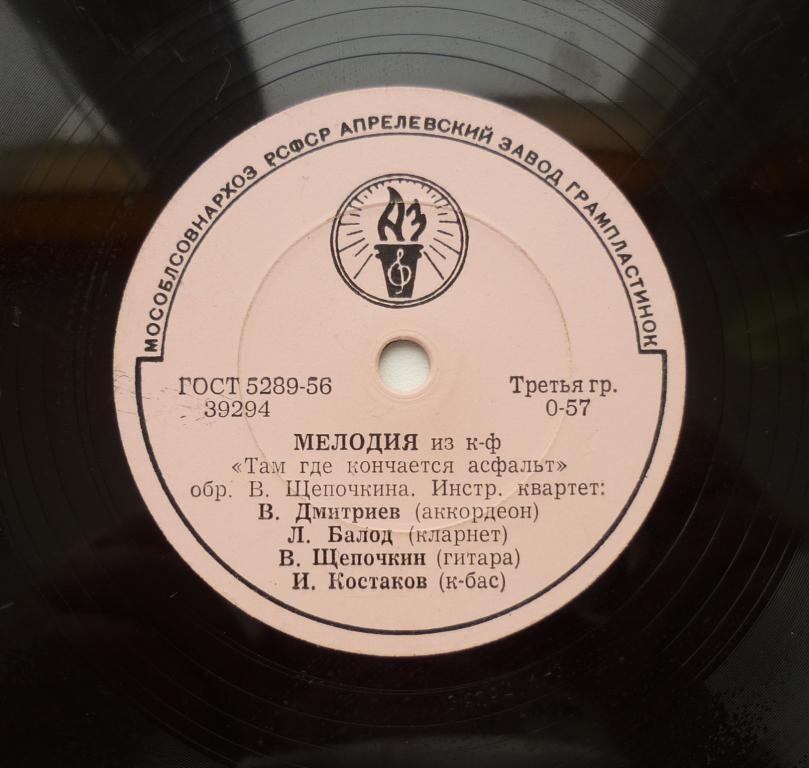 МОСОБЛСОВНАРХОЗ РСФСР АПРЕЛЕВСКИЙ ЗАВОД ГРАМПЛАСТИНОК
АЗ
ГОСТ 5289-56
39294
Третья гр.
0-57
МЕЛОДИЯ из к-ф
«Там где кончается асфальт»
обр. В. Щепочкина. Инстр. квартет:
В. Дмитриев (аккордеон)
Л. Балод (кларнет)
В. Щепочкин (гитара)
И. Костаков (к-бас)